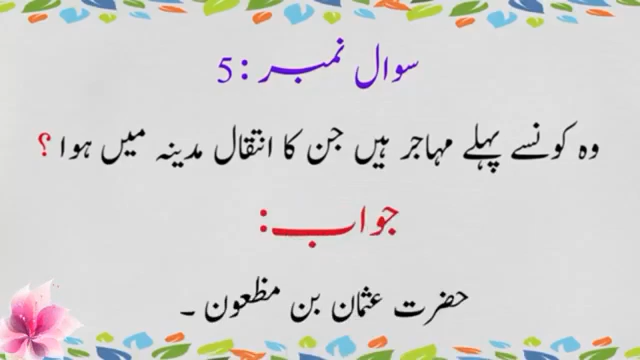 سوال نمبر :5
وہ کونسے پہلے مہاجر ہیں جن کا انتقال مدینہ میں ہوا ؟
جواب:
حضرت عثمان بن مظعون ۔